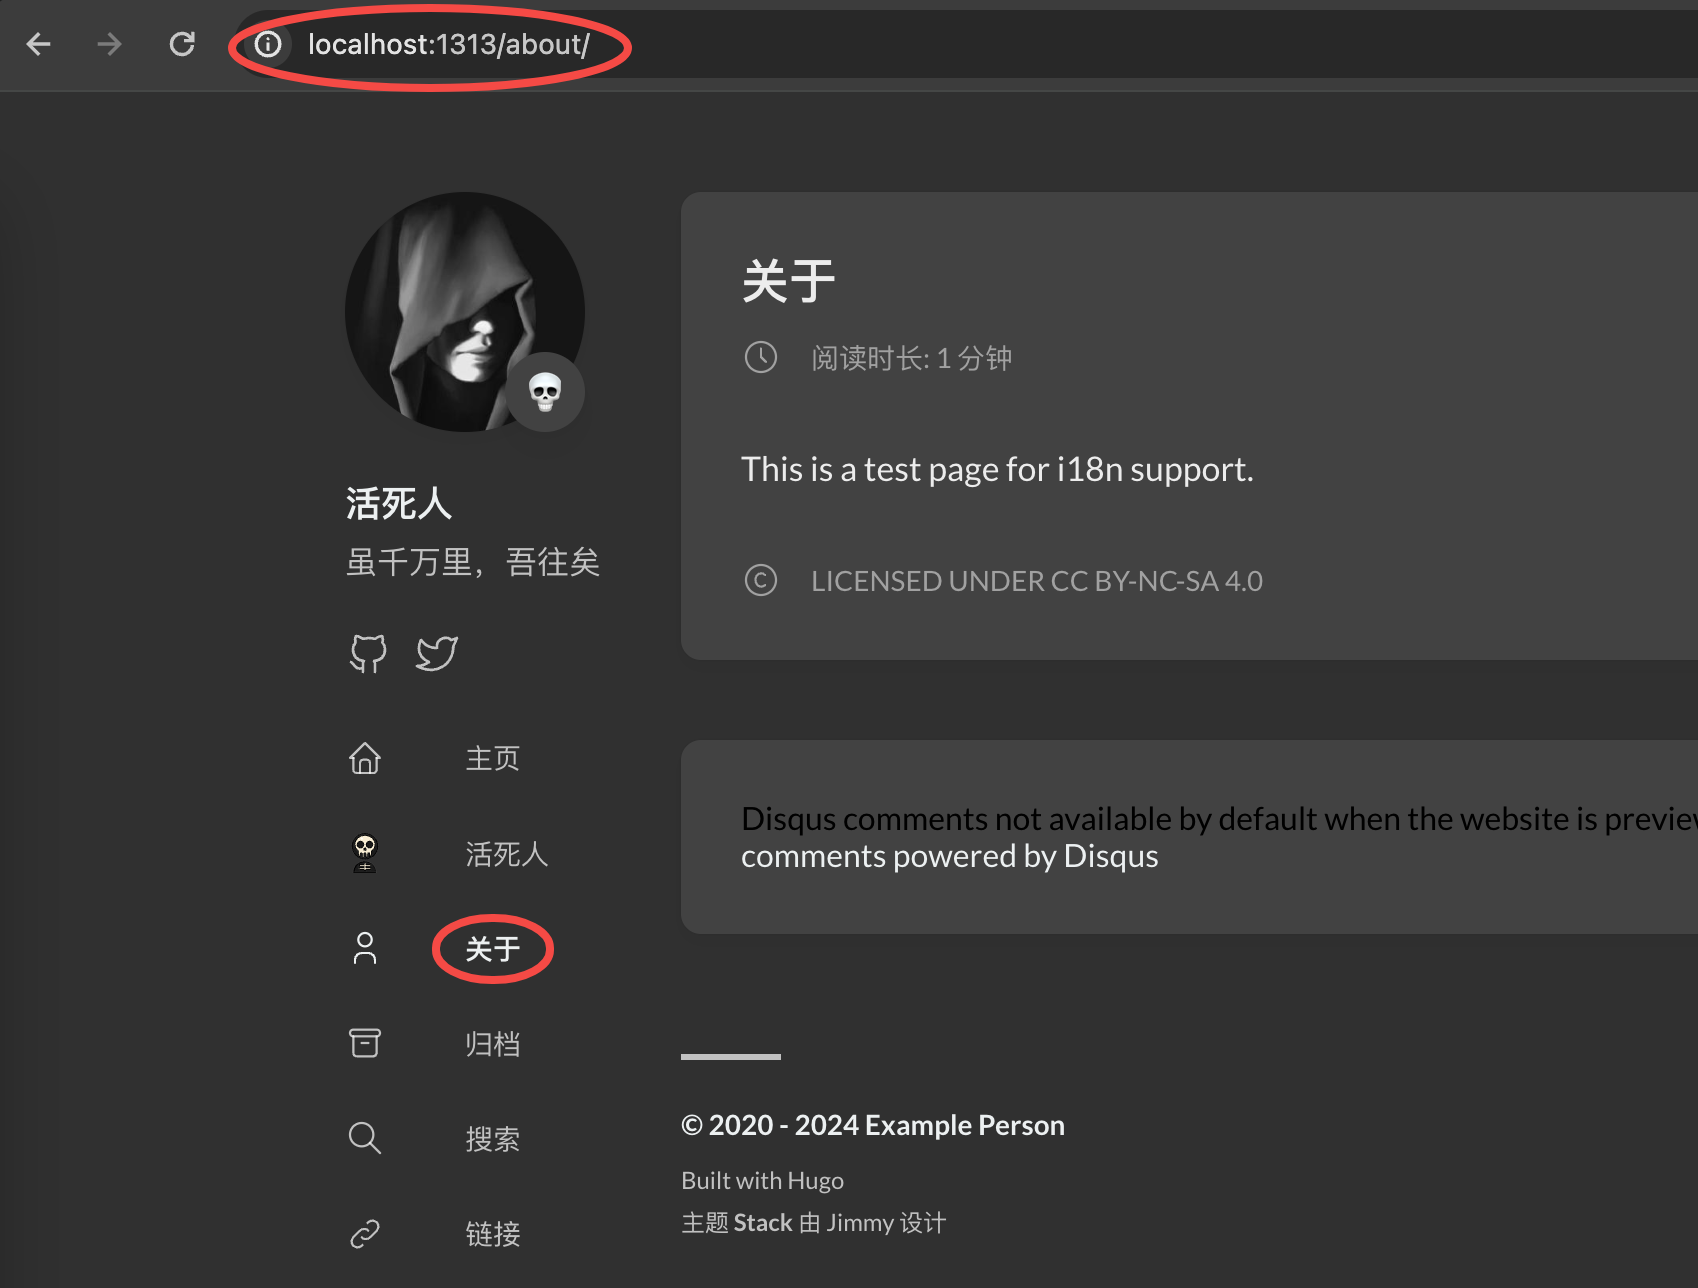 localhost:1313/about/
活死人
虽千万里，吾往矣
主页
活死人
关于
归档
搜索
链接
关于
阅读时长: 1 分钟
This is a test page for i18n support.
LICENSED UNDER CC BY-NC-SA 4.0
Disqus comments not available by default when the website is
comments powered by Disqus
© 2020 - 2024 Example Person
Built with Hugo
主题 Stack 由 Jimmy 设计